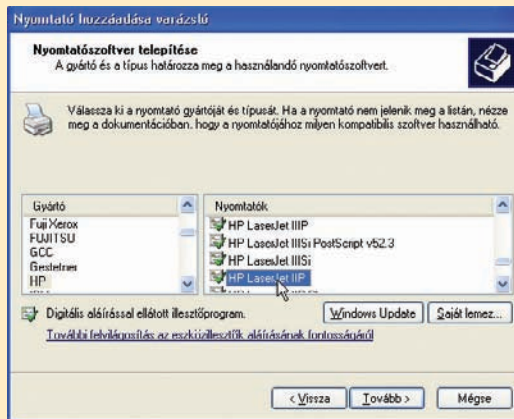 Nyomtató hozzáadása varázsló
Nyomtatószoftver telepítése
A gyártó és a típus határozza meg a használandó nyomtatószoftvert.
Válassza ki a nyomtató gyártóját és típusát. Ha a nyomtató nem jelenik meg a listán, nézze
meg a dokumentációban, hogy a nyomtatójához milyen kompatibilis szoftver használható.
Gyártó
Fuji Xerox
FUJITSU
GCC
Gestetner
HP
Nyomtatók
HP LaserJet IIIP
HP LaserJet IIISi PostScript v52.3
HP LaserJet IIISi
HP LaserJet IIP
Digitális aláírással ellátott illesztőprogram.
Windows Update
Saját lemez...
További felvilágosítás az eszközillesztők aláírásának fontosságáról
< Vissza
Tovább >
Mégse